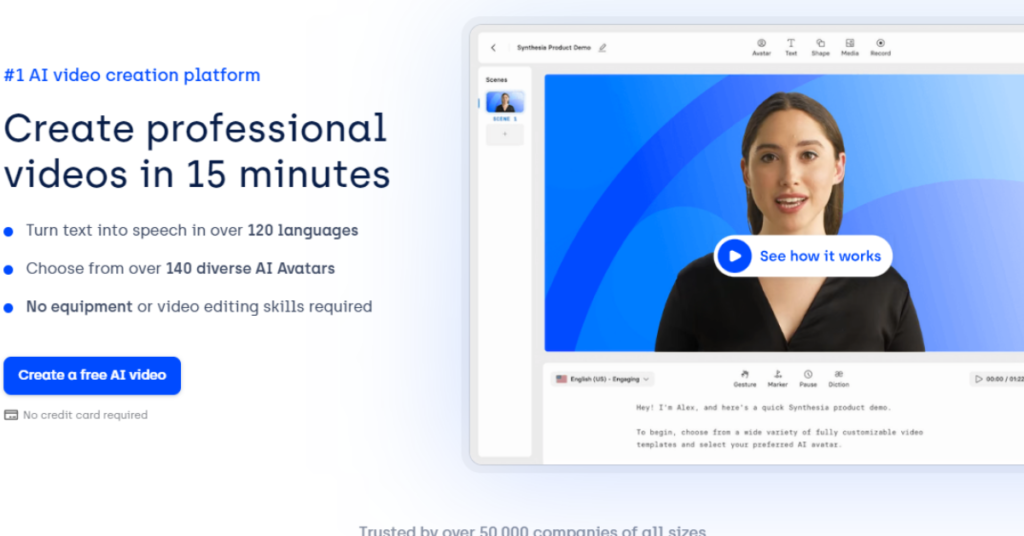 #1 AI video creation platform
Create professional
videos in 15 minutes
Turn text into speech in over 120 languages
Choose from over 140 diverse AI Avatars
No equipment or video editing skills required
Create a free AI video
No credit card required
Synthesia Product Demo
Avatar Text Shape Media Record
Scenes
SCENE 1
+
See how it works
English (US) - Engaging
Gesture Marker Pause Diction
00:00 / 01:22
Hey! I'm Alex, and here's a quick Synthesia product demo.
To begin, choose from a wide variety of fully customizable video
templates and select your preferred AI avatar.
Trusted by over 50,000 companies of all sizes